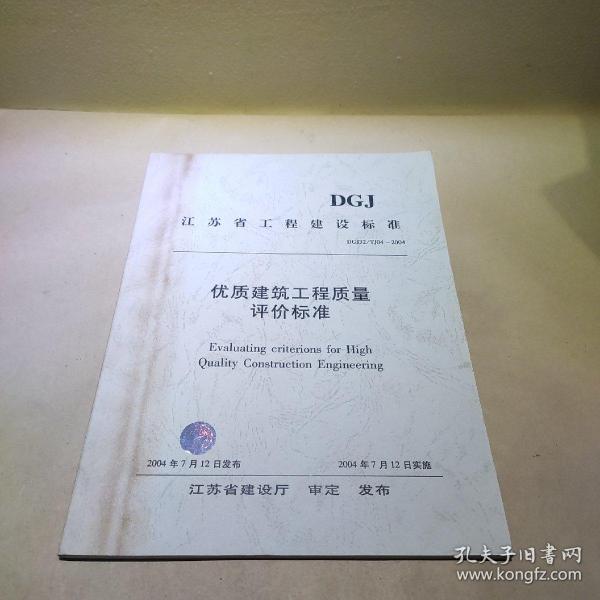 DGJ
江苏省工程建设标准
DGJ32/TJ04-2004
优质建筑工程质量
评价标准
Evaluating criterions for High
Quality Construction Engineering
2004年7月12日发布 2004年7月12日实施
江苏省建设厅 审定 发布
孔夫子旧书网
www.kongfz.com